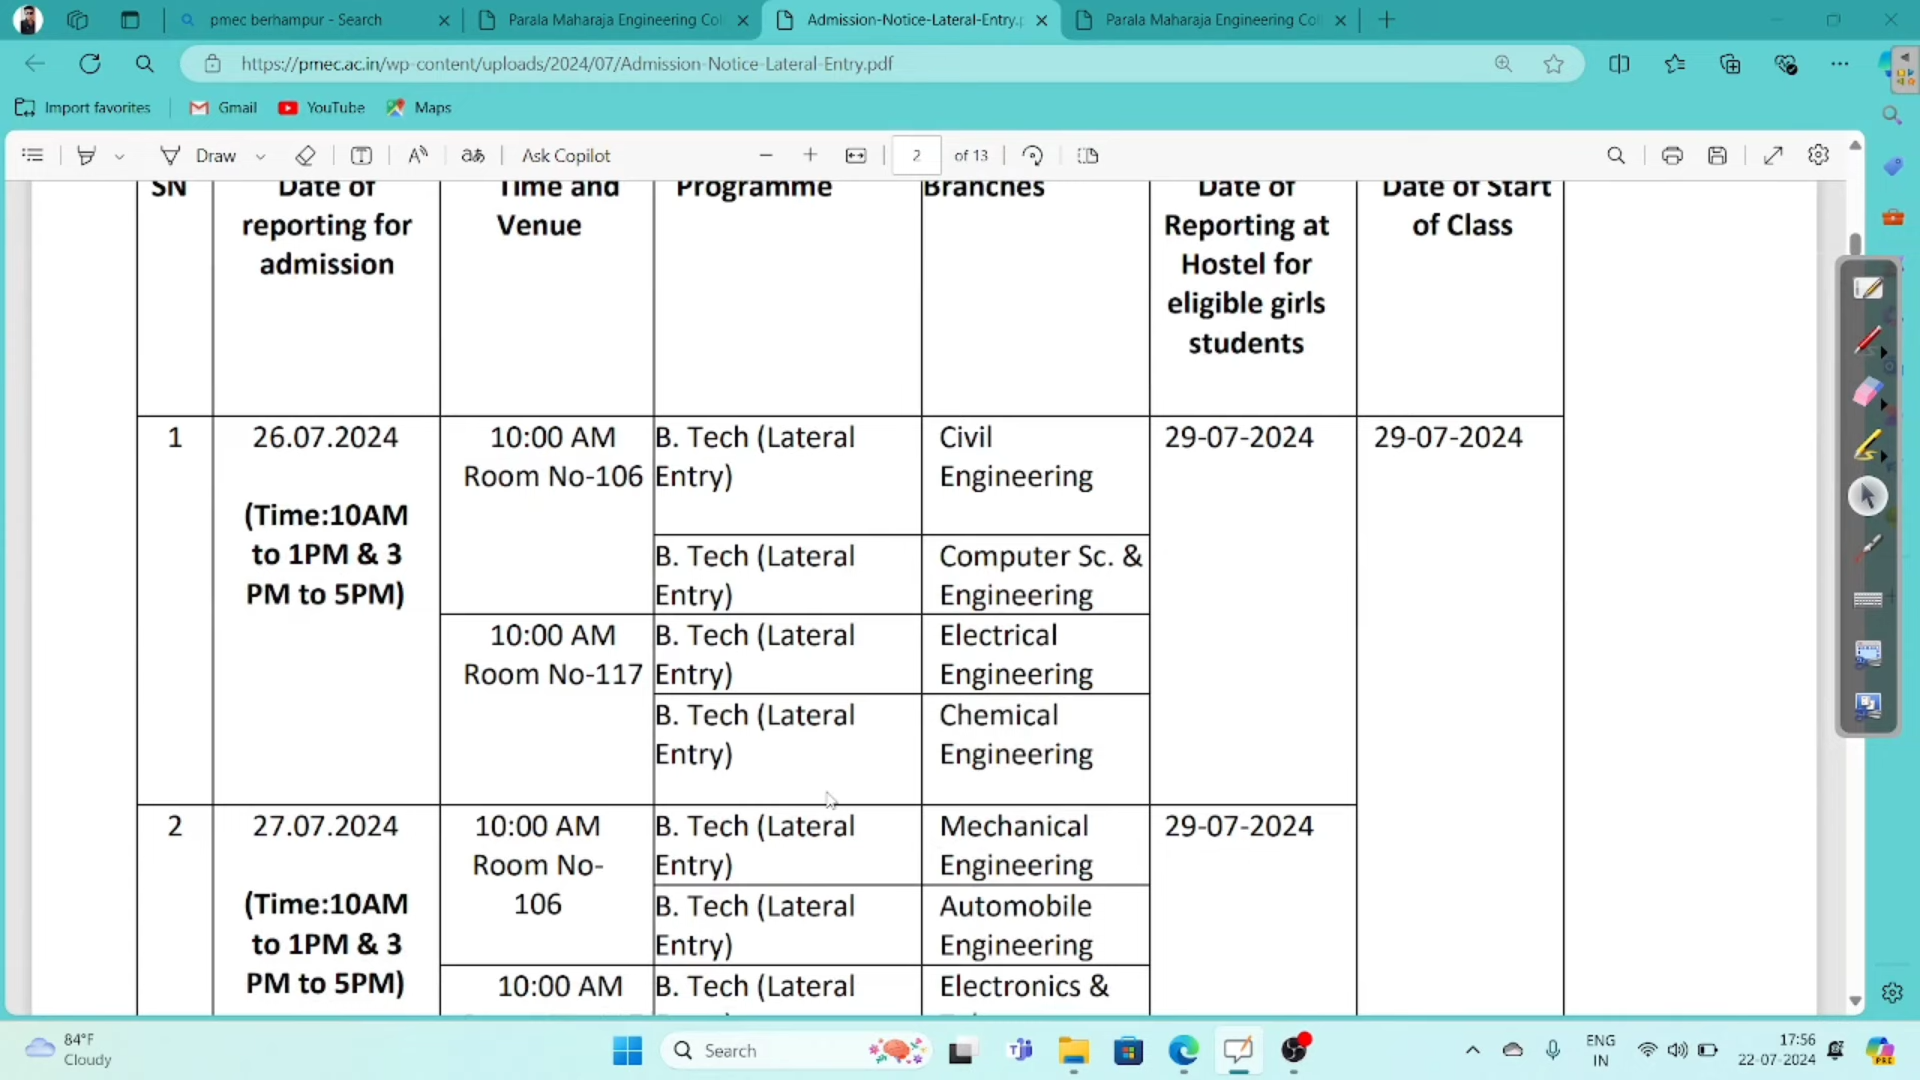 pmec berhampur - Search
Parala Maharaja Engineering Col
Admission-Notice-Lateral-Entry.p
Parala Maharaja Engineering Col
https://pmec.ac.in/wp-content/uploads/2024/07/Admission-Notice-Lateral-Entry.pdf
Import favorites
Gmail
YouTube
Maps
Draw
Ask Copilot
2
of 13
SN
Date of
reporting for
admission
Time and
Venue
Programme
Branches
Date of
Reporting at
Hostel for
eligible girls
students
Date of Start
of Class
1
26.07.2024
(Time:10AM
to 1PM & 3
PM to 5PM)
10:00 AM
Room No-106
B. Tech (Lateral
Entry)
Civil
Engineering
29-07-2024
29-07-2024
B. Tech (Lateral
Entry)
Computer Sc. &
Engineering
10:00 AM
Room No-117
B. Tech (Lateral
Entry)
Electrical
Engineering
B. Tech (Lateral
Entry)
Chemical
Engineering
2
27.07.2024
(Time:10AM
to 1PM & 3
PM to 5PM)
10:00 AM
Room No-
106
B. Tech (Lateral
Entry)
Mechanical
Engineering
29-07-2024
B. Tech (Lateral
Entry)
Automobile
Engineering
10:00 AM
B. Tech (Lateral
Electronics &
84°F
Cloudy
Search
ENG
IN
17:56
22-07-2024
PRE